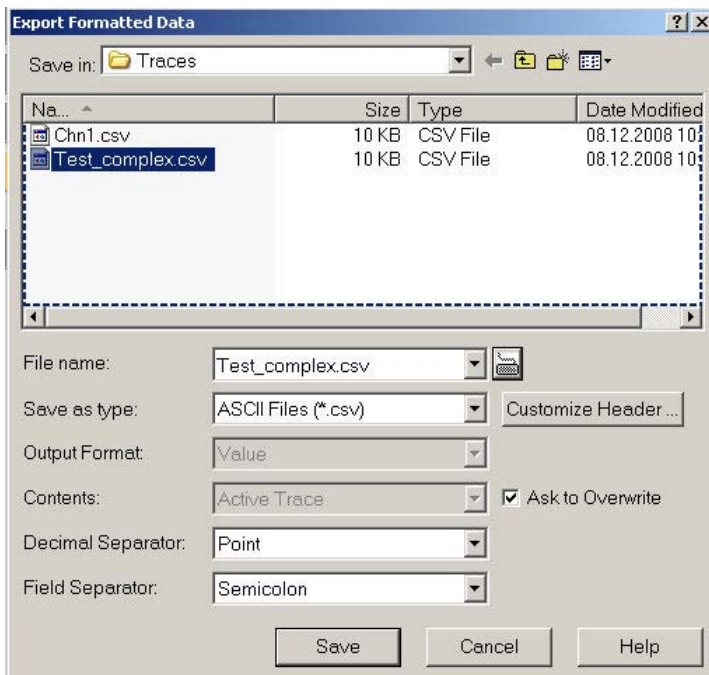 Export Formatted Data
Save in: Traces
Na... Size Type Date Modified
Chn1.csv 10 KB CSV File 08.12.2008 10:
Test_complex.csv 10 KB CSV File 08.12.2008 10:
File name: Test_complex.csv
Save as type: ASCII Files (*.csv) Customize Header ...
Output Format: Value
Contents: Active Trace Ask to Overwrite
Decimal Separator: Point
Field Separator: Semicolon
Save Cancel Help